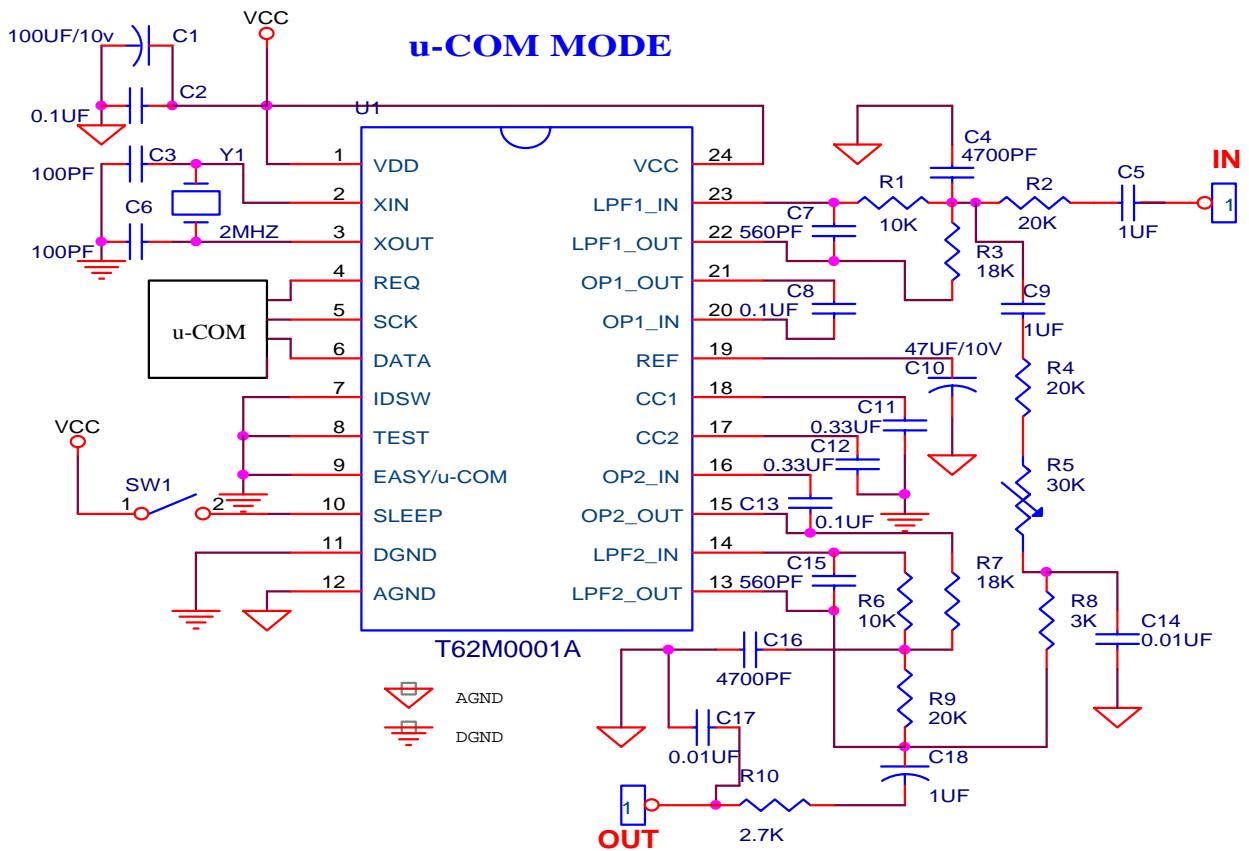 u-COM MODE
VCC
100UF/10v
C1
C2
0.1UF
U1
C3
Y1
100PF
C6
2MHZ
100PF
u-COM
VCC
SW1
1
2
1
VDD
2
XIN
3
XOUT
4
REQ
5
SCK
6
DATA
7
IDSW
8
TEST
9
EASY/u-COM
10
SLEEP
11
DGND
12
AGND
VCC
24
LPF1_IN
23
LPF1_OUT
22
OP1_OUT
21
OP1_IN
20
REF
19
CC1
18
CC2
17
OP2_IN
16
OP2_OUT
15
LPF2_IN
14
LPF2_OUT
13
T62M0001A
C4
4700PF
C5
1UF
IN
1
R1
10K
R2
20K
C7
560PF
R3
18K
C8
0.1UF
C9
1UF
47UF/10V
C10
R4
20K
C11
0.33UF
C12
0.33UF
R5
30K
C13
0.1UF
C15
560PF
R7
18K
R6
10K
R8
3K
C14
0.01UF
C16
4700PF
R9
20K
AGND
DGND
C17
0.01UF
C18
1UF
R10
2.7K
1
OUT